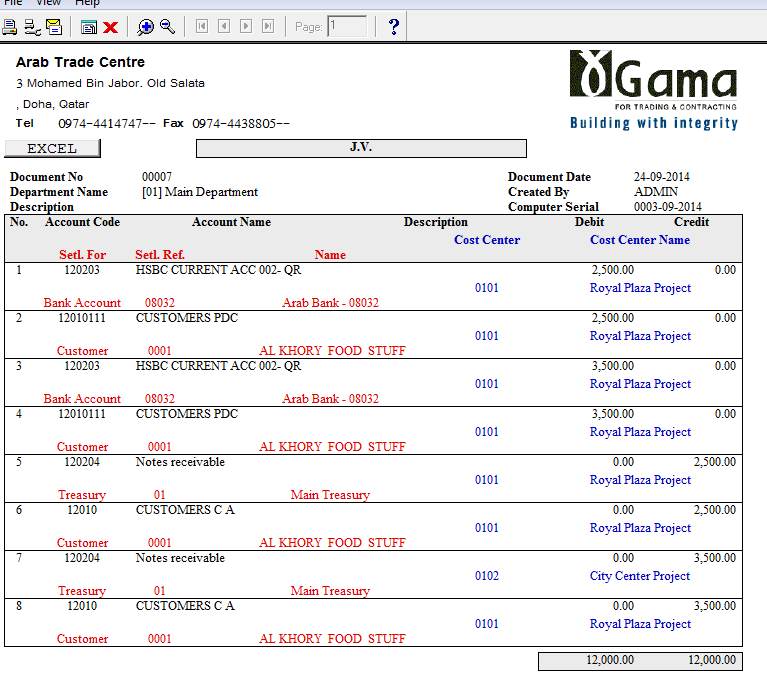 File View Help
Page: 1 ?
Arab Trade Centre
3 Mohamed Bin Jabor. Old Salata
, Doha, Qatar
Tel 0974-4414747-- Fax 0974-4438805--
Gama
FOR TRADING & CONTRACTING
Building with integrity
EXCEL J.V.
Document No 00007 Document Date 24-09-2014
Department Name [01] Main Department Created By ADMIN
Description Computer Serial 0003-09-2014
No. Account Code Account Name Description Debit Credit
Cost Center Cost Center Name
Setl. For Setl. Ref. Name
1 120203 HSBC CURRENT ACC 002- QR 2,500.00 0.00
0101 Royal Plaza Project
Bank Account 08032 Arab Bank - 08032
2 12010111 CUSTOMERS PDC 2,500.00 0.00
0101 Royal Plaza Project
Customer 0001 AL KHORY FOOD STUFF
3 120203 HSBC CURRENT ACC 002- QR 3,500.00 0.00
0101 Royal Plaza Project
Bank Account 08032 Arab Bank - 08032
4 12010111 CUSTOMERS PDC 3,500.00 0.00
0101 Royal Plaza Project
Customer 0001 AL KHORY FOOD STUFF
5 120204 Notes receivable 0.00 2,500.00
0101 Royal Plaza Project
Treasury 01 Main Treasury
6 12010 CUSTOMERS C A 0.00 2,500.00
0101 Royal Plaza Project
Customer 0001 AL KHORY FOOD STUFF
7 120204 Notes receivable 0.00 3,500.00
0102 City Center Project
Treasury 01 Main Treasury
8 12010 CUSTOMERS C A 0.00 3,500.00
0101 Royal Plaza Project
Customer 0001 AL KHORY FOOD STUFF
12,000.00 12,000.00